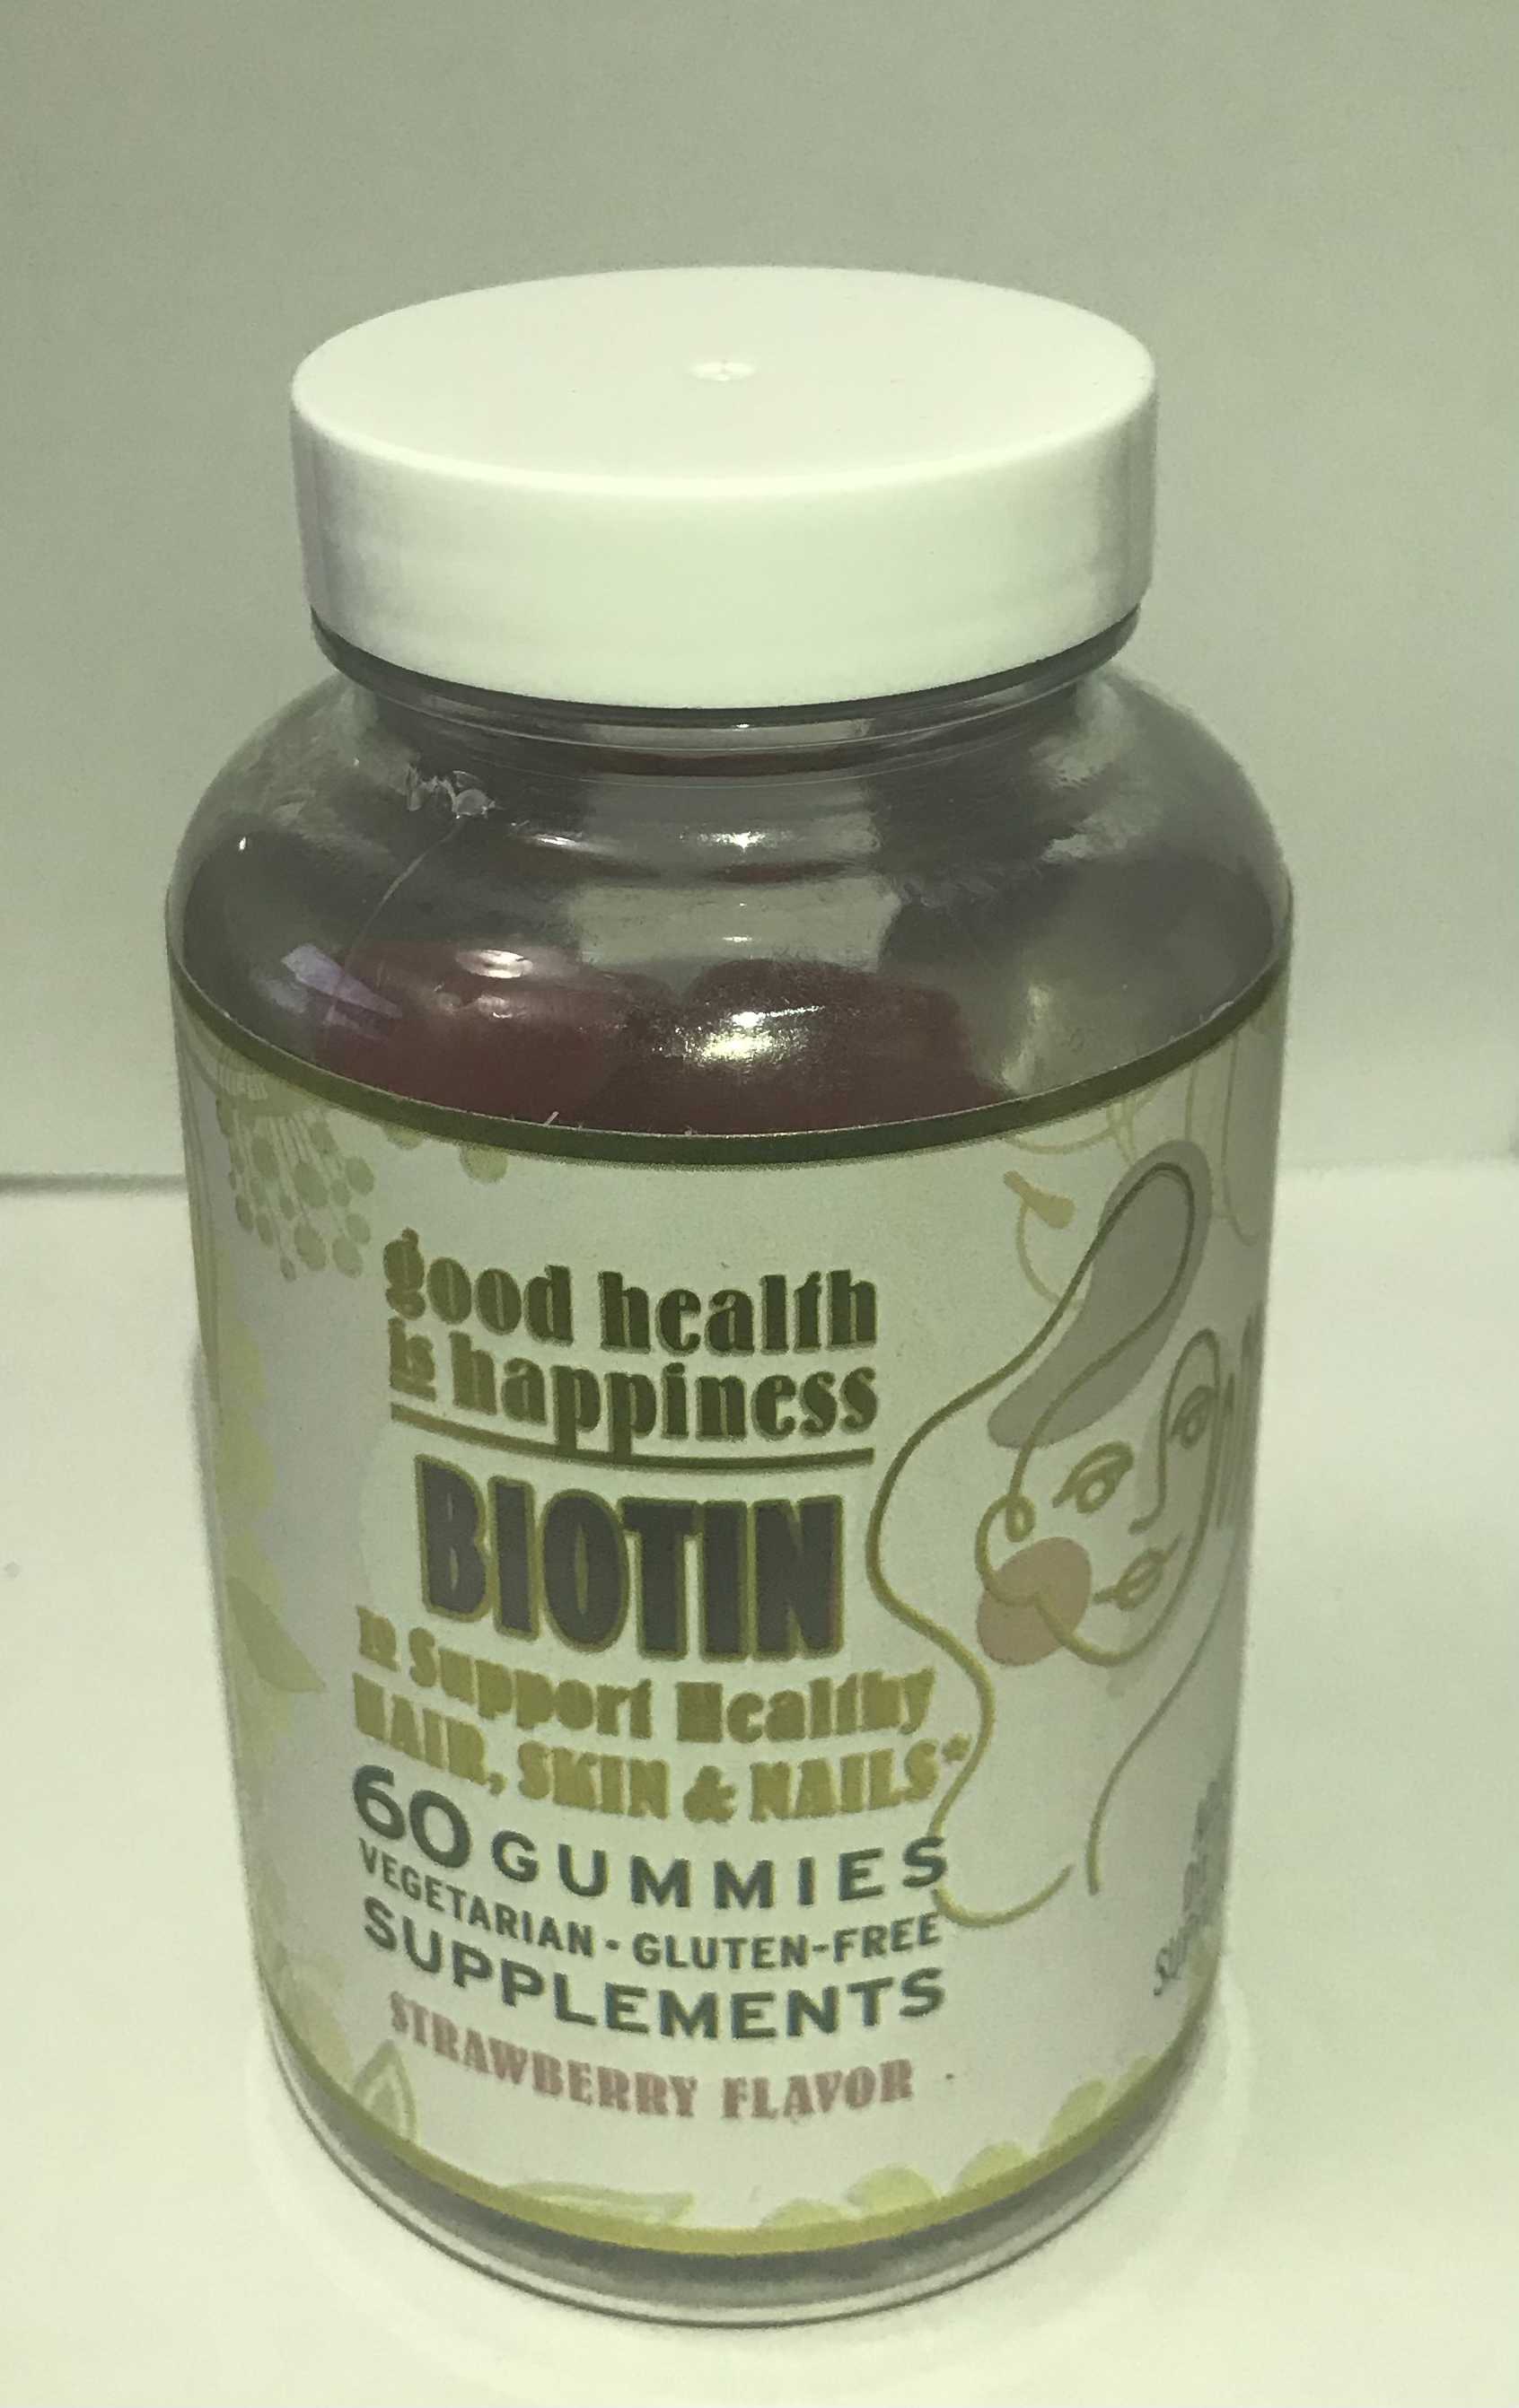 good health
is happiness
BIOTIN
to Support Healthy
HAIR, SKIN & NAILS*
60 GUMMIES
VEGETARIAN - GLUTEN-FREE
SUPPLEMENTS
STRAWBERRY FLAVOR